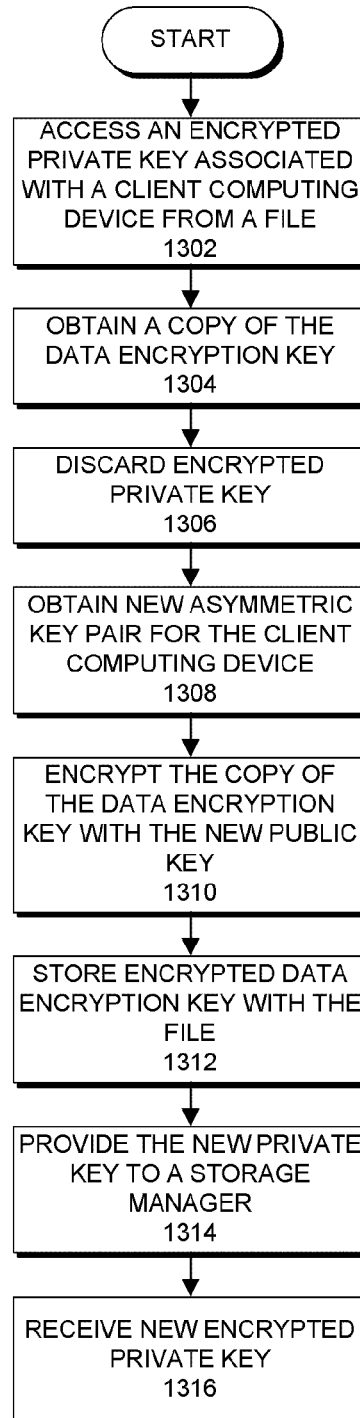 START
ACCESS AN ENCRYPTED
PRIVATE KEY ASSOCIATED
WITH A CLIENT COMPUTING
DEVICE FROM A FILE
1302
OBTAIN A COPY OF THE
DATA ENCRYPTION KEY
1304
DISCARD ENCRYPTED
PRIVATE KEY
1306
OBTAIN NEW ASYMMETRIC
KEY PAIR FOR THE CLIENT
COMPUTING DEVICE
1308
ENCRYPT THE COPY OF
THE DATA ENCRYPTION
KEY WITH THE NEW PUBLIC
KEY
1310
STORE ENCRYPTED DATA
ENCRYPTION KEY WITH THE
FILE
1312
PROVIDE THE NEW PRIVATE
KEY TO A STORAGE
MANAGER
1314
RECEIVE NEW ENCRYPTED
PRIVATE KEY
1316